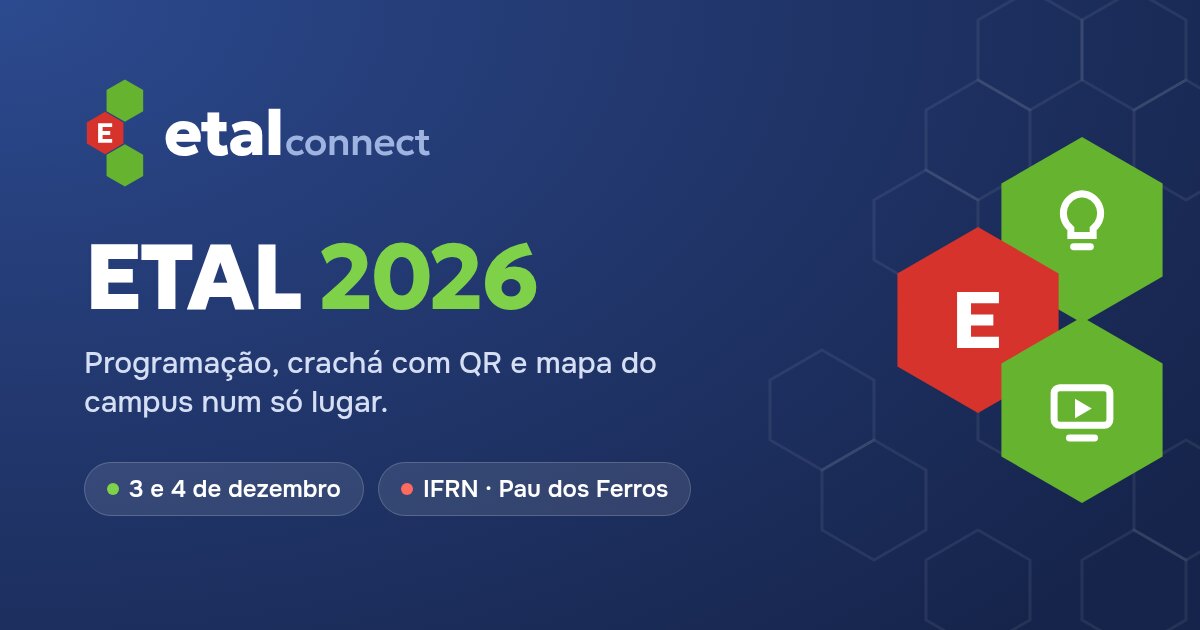 E
etalconnect
ETAL 2026
Programação, crachá com QR e mapa do
campus num só lugar.
3 e 4 de dezembro
IFRN · Pau dos Ferros
E